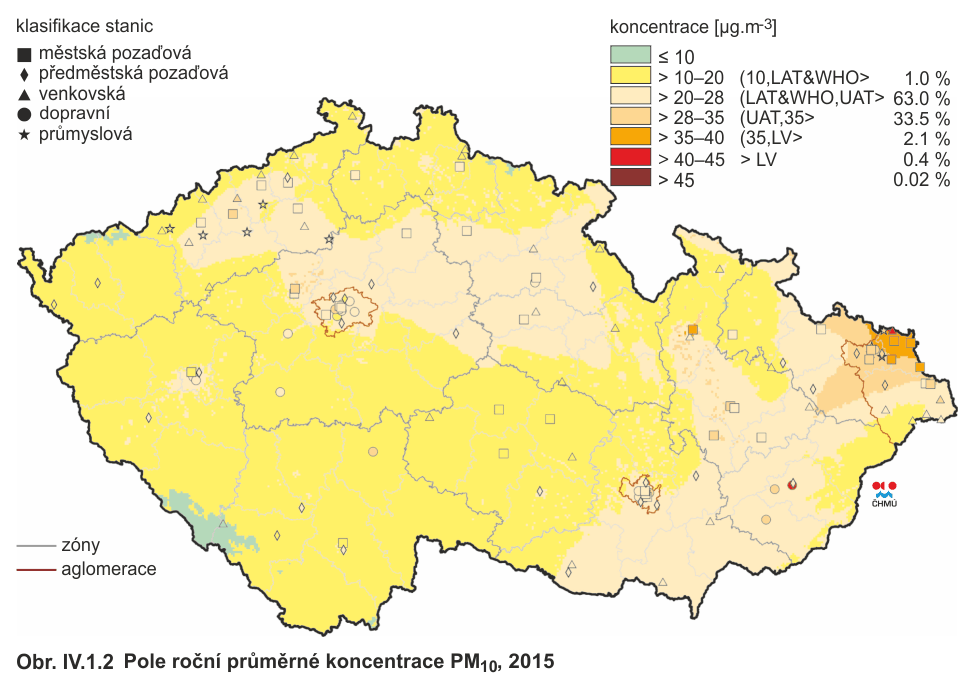 klasifikace stanic
městská pozaďová
předměstská pozaďová
venkovská
dopravní
průmyslová
koncentrace [µg.m-3]
≤ 10
> 10–20 (10,LAT&WHO> 1.0 %
> 20–28 (LAT&WHO,UAT> 63.0 %
> 28–35 (UAT,35> 33.5 %
> 35–40 (35,LV> 2.1 %
> 40–45 > LV 0.4 %
> 45 0.02 %
ČHMÚ
zóny
aglomerace
Obr. IV.1.2 Pole roční průměrné koncentrace PM10, 2015